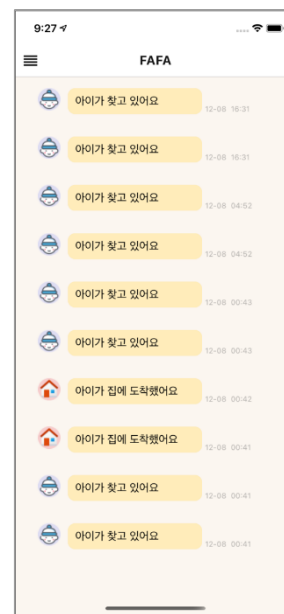 9:27
FAFA
아이가 찾고 있어요
12-08 16:31
아이가 찾고 있어요
12-08 16:31
아이가 찾고 있어요
12-08 04:52
아이가 찾고 있어요
12-08 04:52
아이가 찾고 있어요
12-08 00:43
아이가 찾고 있어요
12-08 00:43
아이가 집에 도착했어요
12-08 00:42
아이가 집에 도착했어요
12-08 00:41
아이가 찾고 있어요
12-08 00:41
아이가 찾고 있어요
12-08 00:41